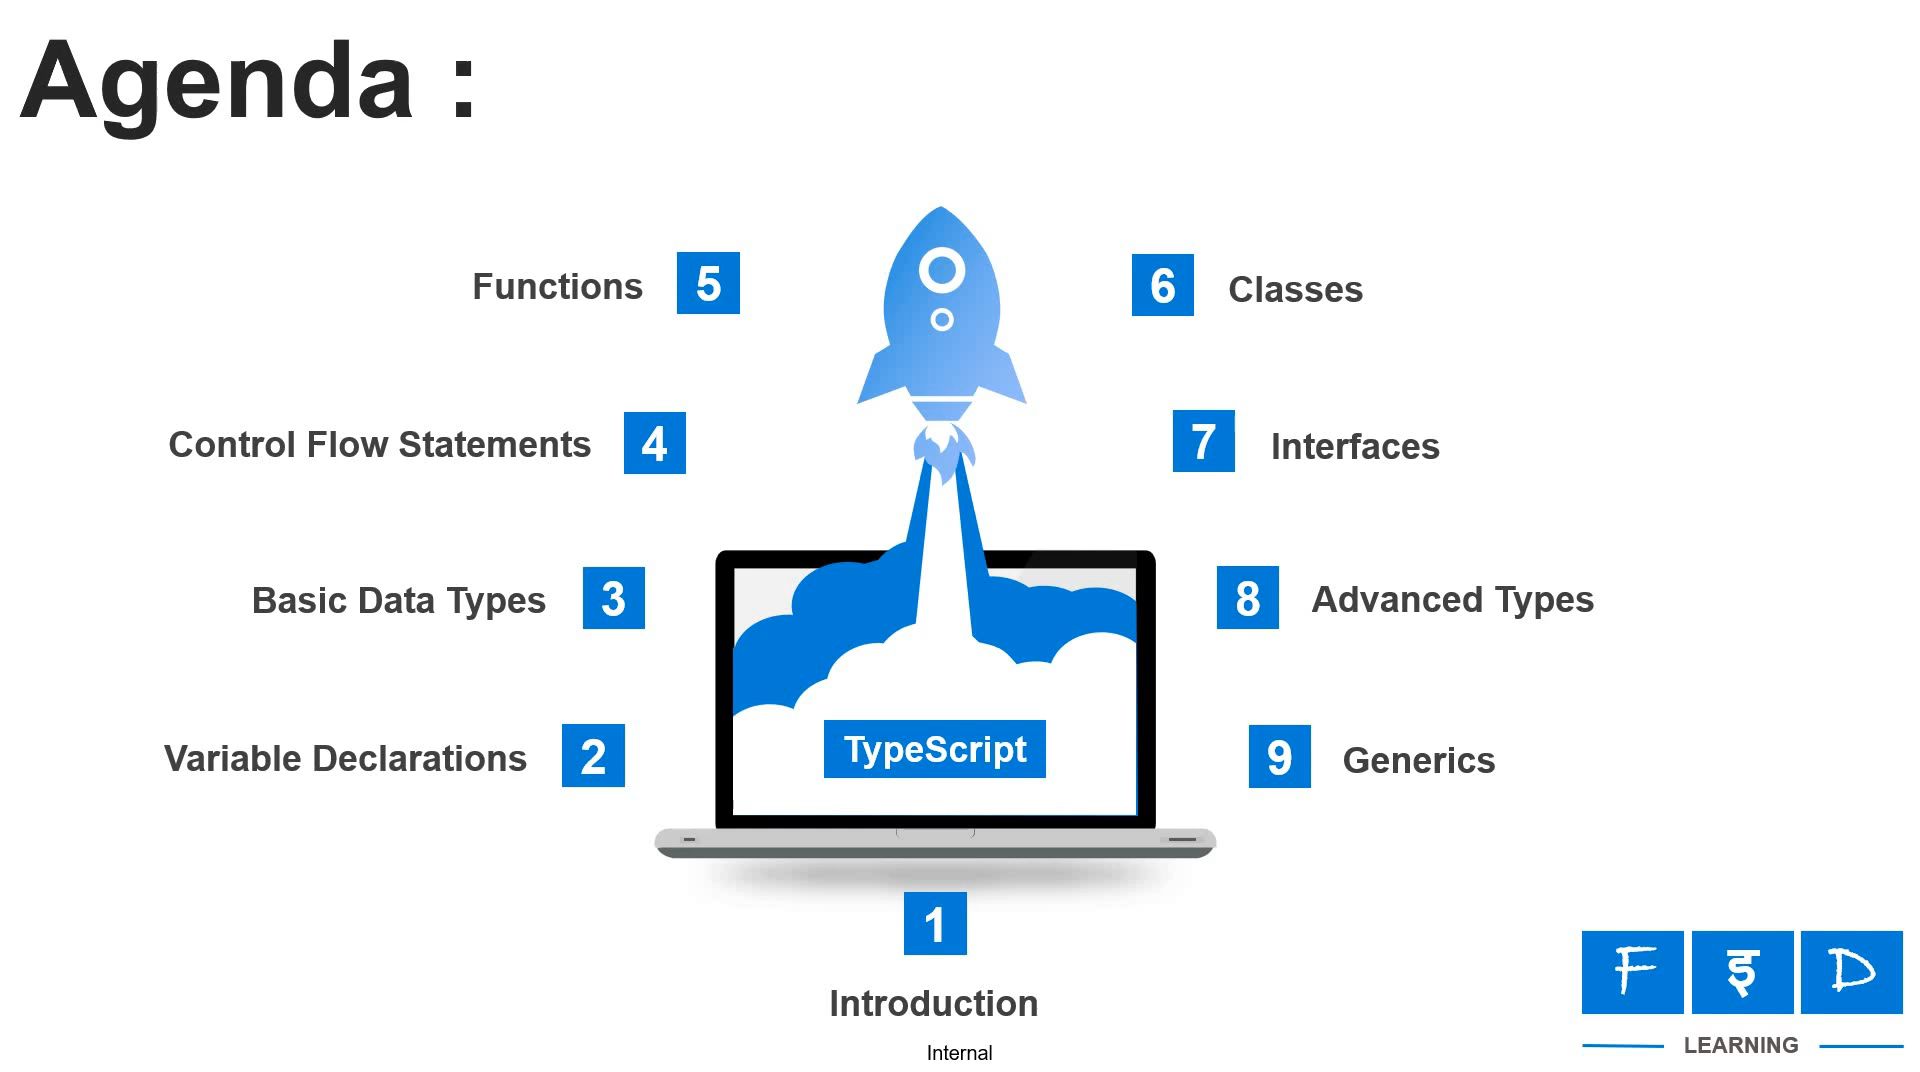 Agenda :
Functions 5
6 Classes
Control Flow Statements 4
7 Interfaces
Basic Data Types 3
8 Advanced Types
Variable Declarations 2
TypeScript
9 Generics
1
Introduction
Internal
F इ D
LEARNING